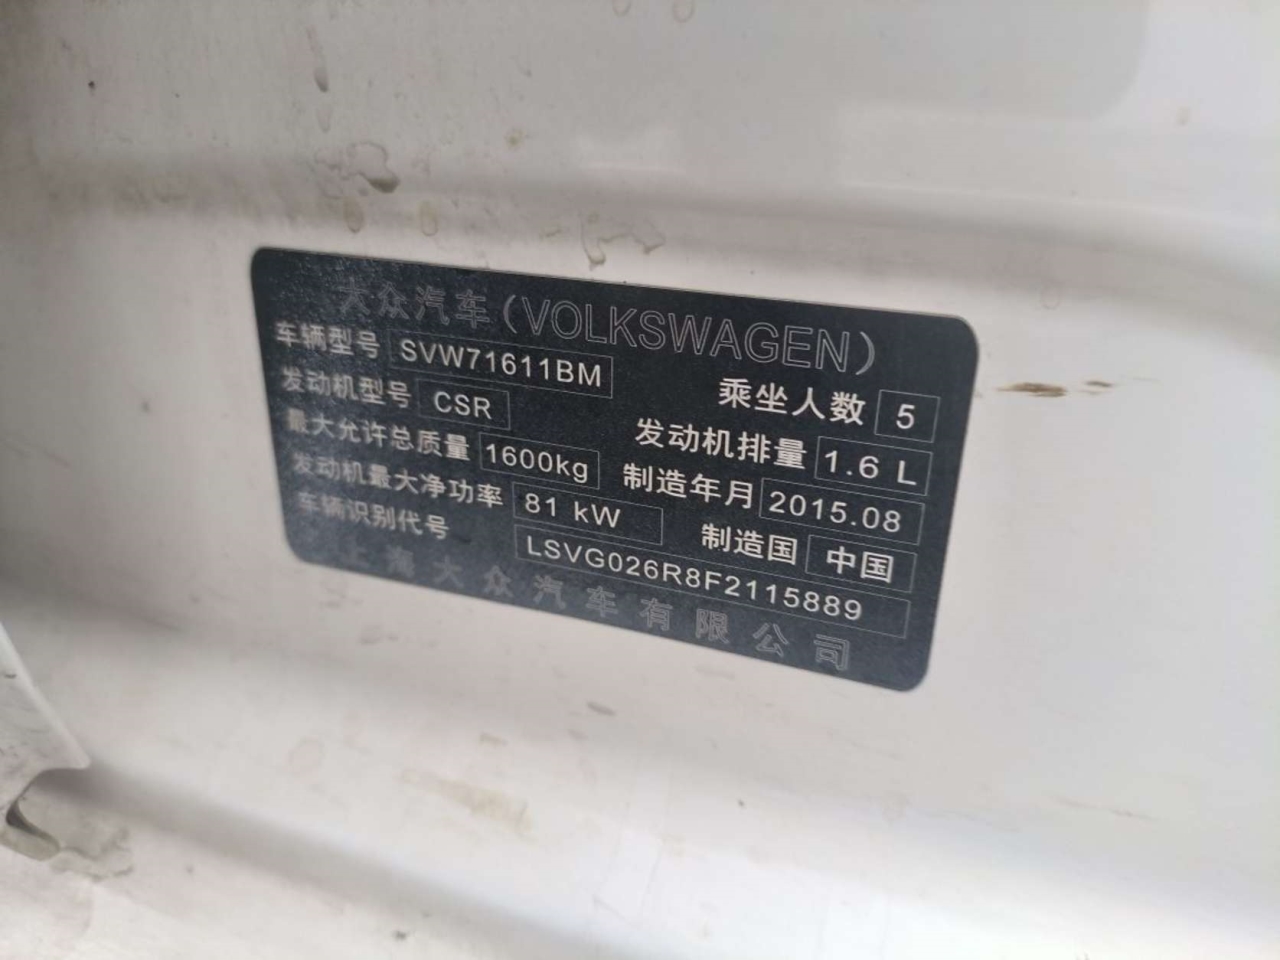 大众汽车(VOLKSWAGEN)
车辆型号 SVW71611BM 乘坐人数 5
发动机型号 CSR 发动机排量 1.6 L
最大允许总质量 1600kg 制造年月 2015.08
发动机最大净功率 81 kW 制造国 中国
车辆识别代号 LSVG026R8F2115889
上海大众汽车有限公司